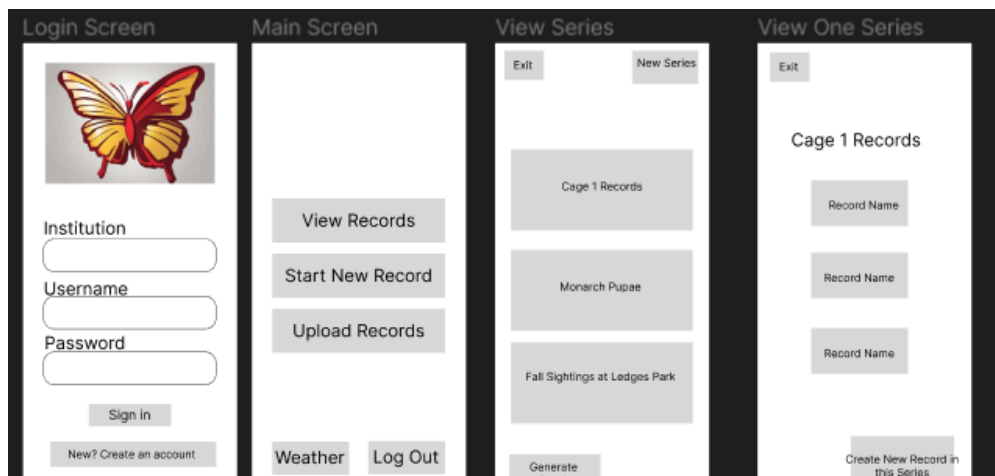 Login Screen
Institution
Username
Password
Sign in
New? Create an account
Main Screen
View Records
Start New Record
Upload Records
Weather
Log Out
View Series
Exit
New Series
Cage 1 Records
Monarch Pupae
Fall Sightings at Ledges Park
Generate
View One Series
Exit
Cage 1 Records
Record Name
Record Name
Record Name
Create New Record in
this Series